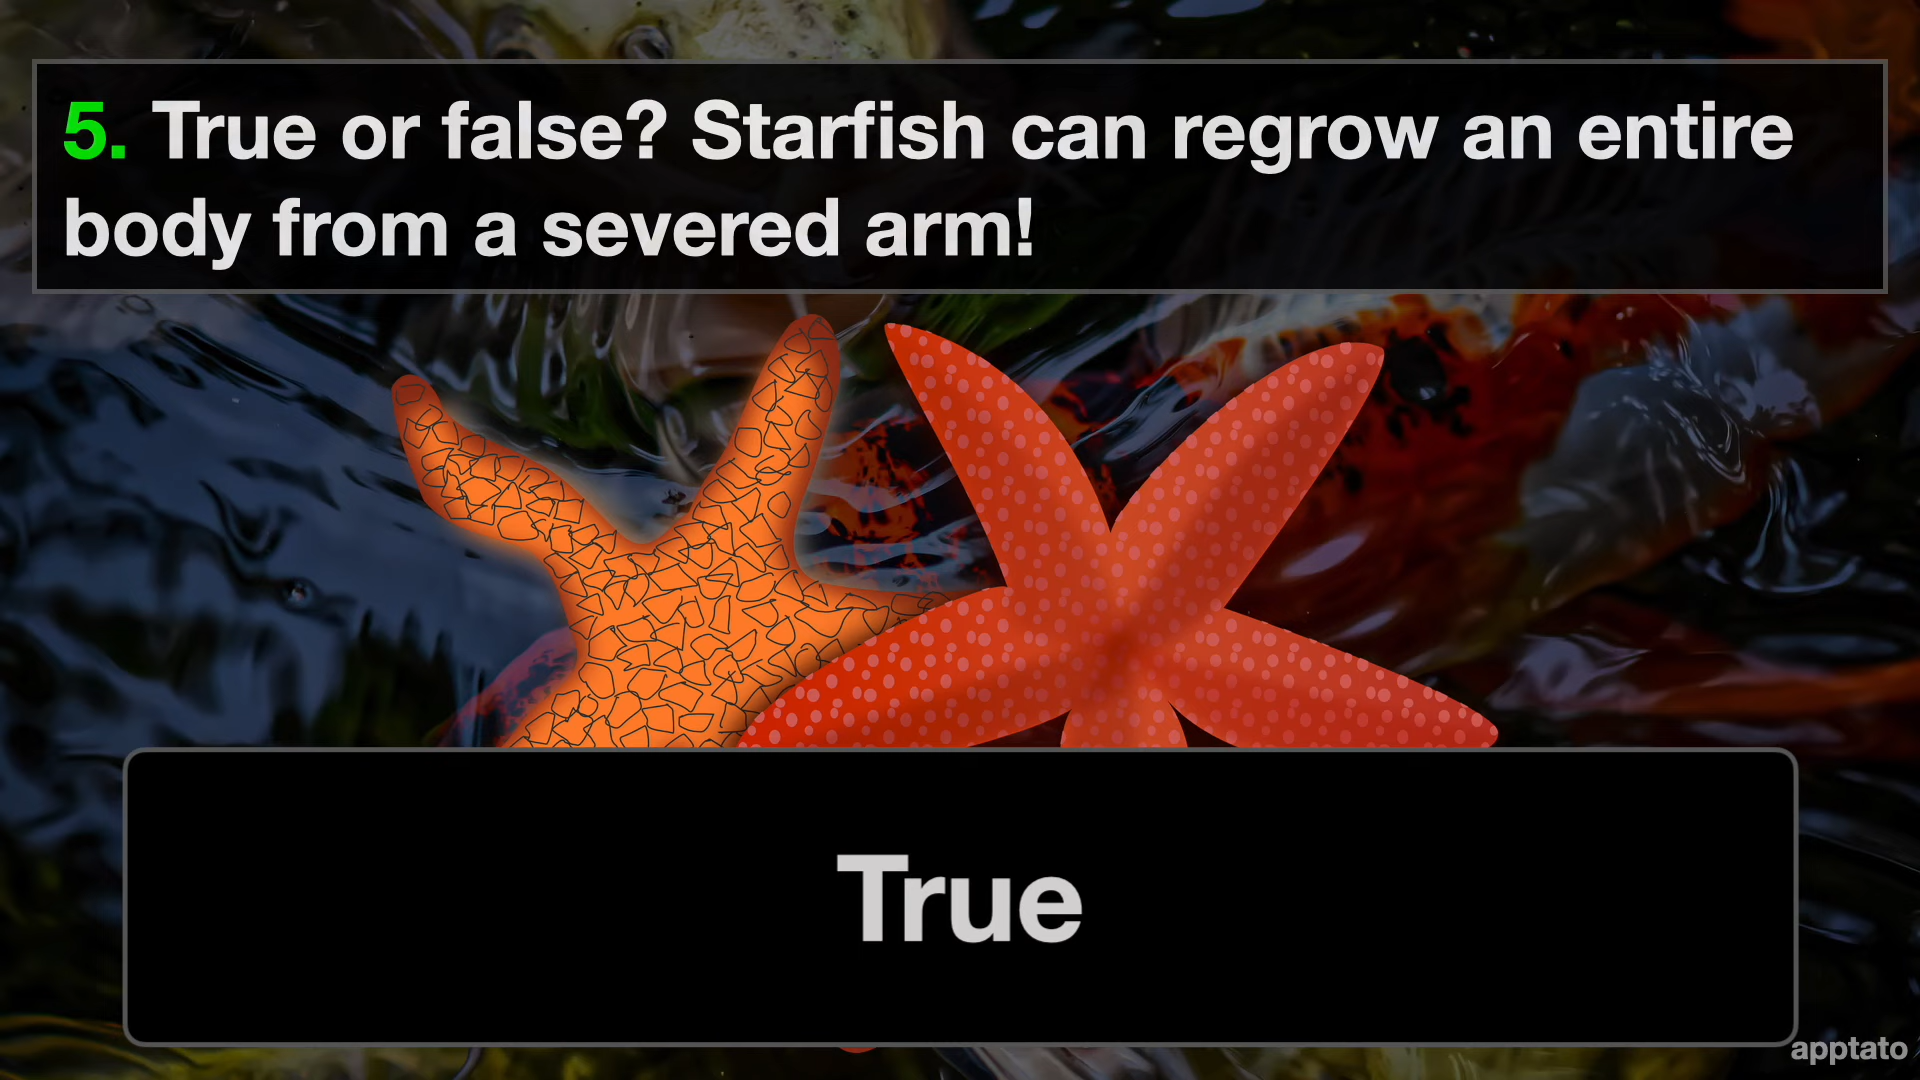 5. True or false? Starfish can regrow an entire
body from a severed arm!
True
apptato